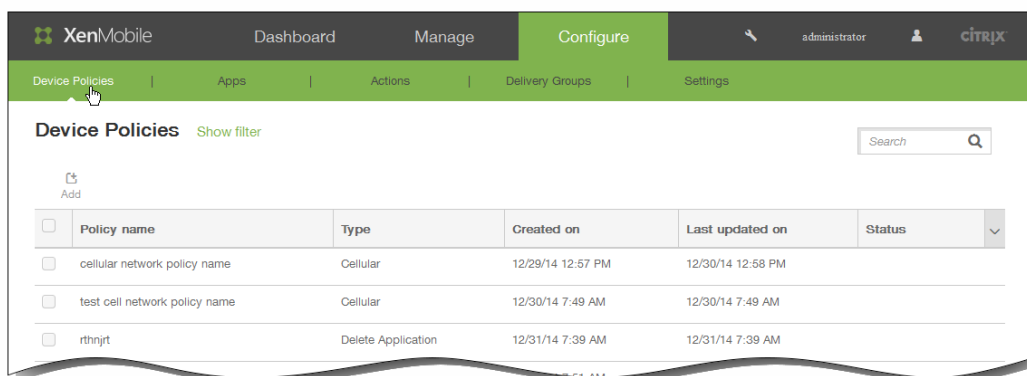 XenMobile Dashboard Manage Configure administrator CİTRIX
Device Policies | Apps | Actions | Delivery Groups | Settings
Device Policies Show filter
Search
Add
Policy name Type Created on Last updated on Status
cellular network policy name Cellular 12/29/14 12:57 PM 12/30/14 12:58 PM
test cell network policy name Cellular 12/30/14 7:49 AM 12/30/14 7:49 AM
rthnjrt Delete Application 12/31/14 7:39 AM 12/31/14 7:39 AM